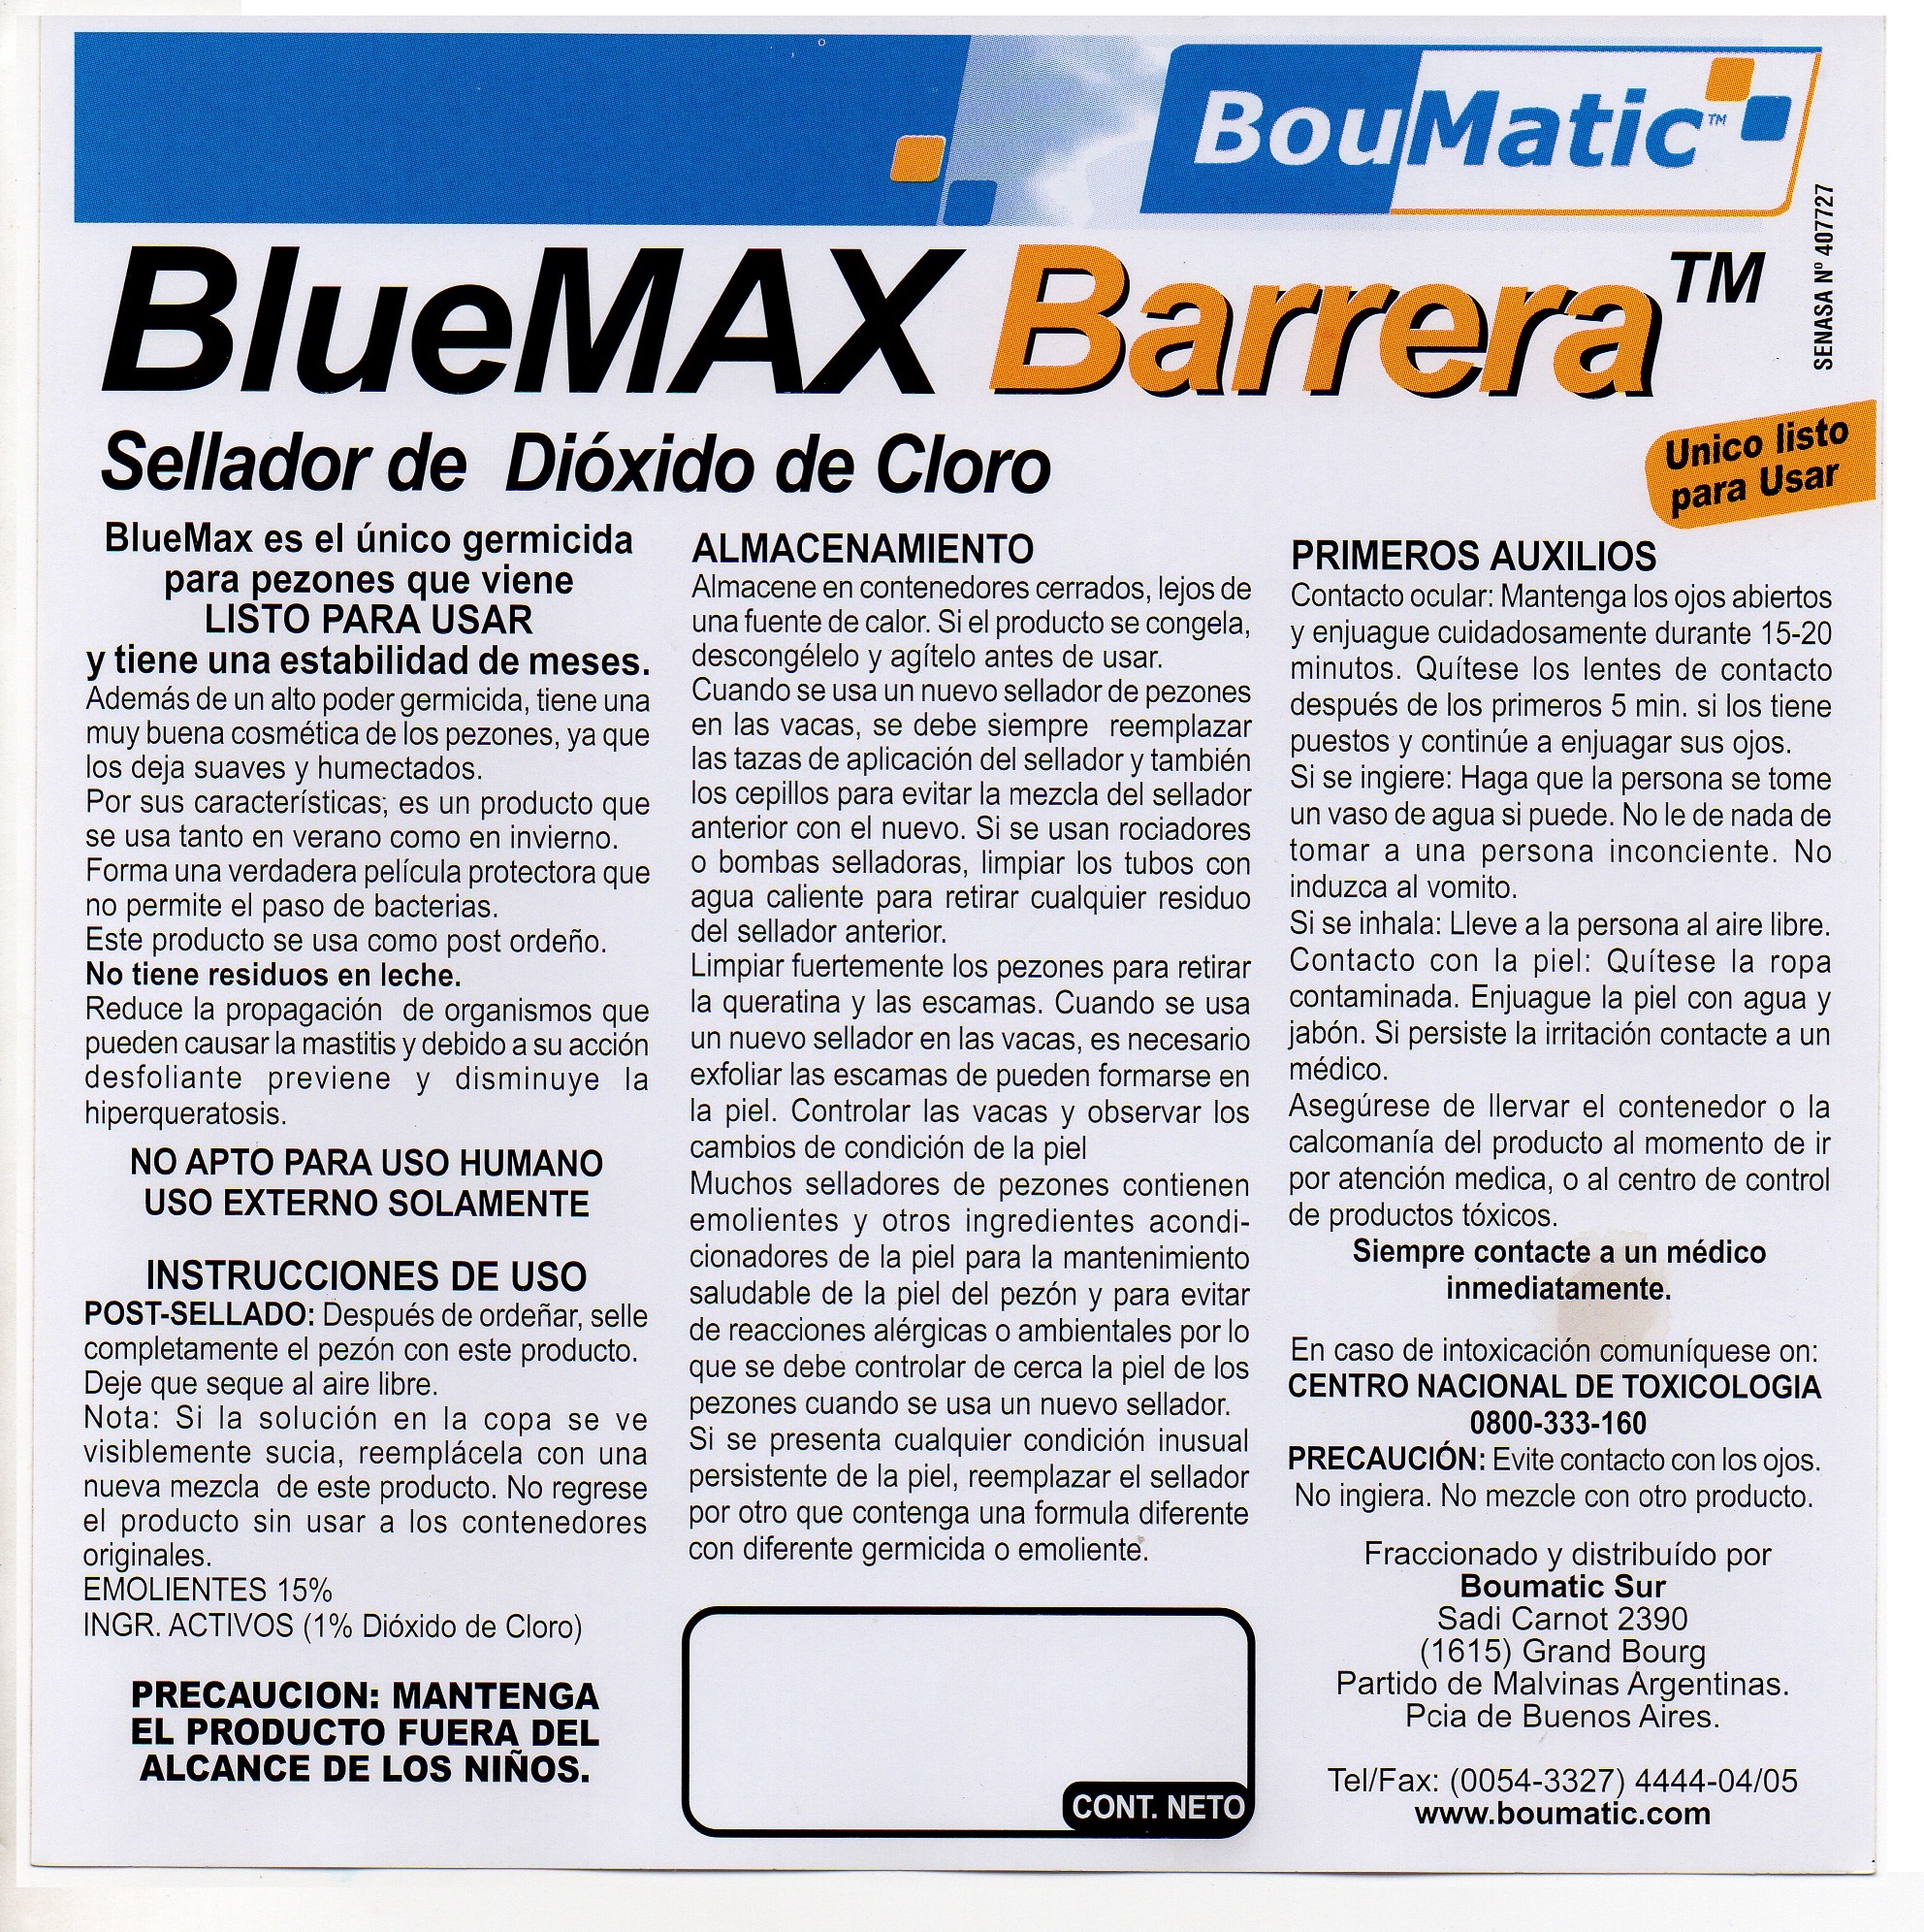 BouMatic™
SENASA Nº 407727
BlueMAX Barrera™
Sellador de Dióxido de Cloro
Unico listo
para Usar
BlueMax es el único germicida
para pezones que viene
LISTO PARA USAR
y tiene una estabilidad de meses.
Además de un alto poder germicida, tiene una
muy buena cosmética de los pezones, ya que
los deja suaves y humectados.
Por sus características; es un producto que
se usa tanto en verano como en invierno.
Forma una verdadera película protectora que
no permite el paso de bacterias.
Este producto se usa como post ordeño.
No tiene residuos en leche.
Reduce la propagación de organismos que
pueden causar la mastitis y debido a su acción
desfoliante previene y disminuye la
hiperqueratosis.
NO APTO PARA USO HUMANO
USO EXTERNO SOLAMENTE
INSTRUCCIONES DE USO
POST-SELLADO: Después de ordeñar, selle
completamente el pezón con este producto.
Deje que seque al aire libre.
Nota: Si la solución en la copa se ve
visiblemente sucia, reemplácela con una
nueva mezcla de este producto. No regrese
el producto sin usar a los contenedores
originales.
EMOLIENTES 15%
INGR. ACTIVOS (1% Dióxido de Cloro)
PRECAUCION: MANTENGA
EL PRODUCTO FUERA DEL
ALCANCE DE LOS NIÑOS.
ALMACENAMIENTO
Almacene en contenedores cerrados, lejos de
una fuente de calor. Si el producto se congela,
descongélelo y agítelo antes de usar.
Cuando se usa un nuevo sellador de pezones
en las vacas, se debe siempre reemplazar
las tazas de aplicación del sellador y también
los cepillos para evitar la mezcla del sellador
anterior con el nuevo. Si se usan rociadores
o bombas selladoras, limpiar los tubos con
agua caliente para retirar cualquier residuo
del sellador anterior.
Limpiar fuertemente los pezones para retirar
la queratina y las escamas. Cuando se usa
un nuevo sellador en las vacas, es necesario
exfoliar las escamas de pueden formarse en
la piel. Controlar las vacas y observar los
cambios de condición de la piel
Muchos selladores de pezones contienen
emolientes y otros ingredientes acondi-
cionadores de la piel para la mantenimiento
saludable de la piel del pezón y para evitar
de reacciones alérgicas o ambientales por lo
que se debe controlar de cerca la piel de los
pezones cuando se usa un nuevo sellador.
Si se presenta cualquier condición inusual
persistente de la piel, reemplazar el sellador
por otro que contenga una formula diferente
con diferente germicida o emoliente.
CONT. NETO
PRIMEROS AUXILIOS
Contacto ocular: Mantenga los ojos abiertos
y enjuague cuidadosamente durante 15-20
minutos. Quítese los lentes de contacto
después de los primeros 5 min. si los tiene
puestos y continúe a enjuagar sus ojos.
Si se ingiere: Haga que la persona se tome
un vaso de agua si puede. No le de nada de
tomar a una persona inconciente. No
induzca al vomito.
Si se inhala: Lleve a la persona al aire libre.
Contacto con la piel: Quítese la ropa
contaminada. Enjuague la piel con agua y
jabón. Si persiste la irritación contacte a un
médico.
Asegúrese de llervar el contenedor o la
calcomanía del producto al momento de ir
por atención medica, o al centro de control
de productos tóxicos.
Siempre contacte a un médico
inmediatamente.
En caso de intoxicación comuníquese on:
CENTRO NACIONAL DE TOXICOLOGIA
0800-333-160
PRECAUCIÓN: Evite contacto con los ojos.
No ingiera. No mezcle con otro producto.
Fraccionado y distribuído por
Boumatic Sur
Sadi Carnot 2390
(1615) Grand Bourg
Partido de Malvinas Argentinas.
Pcia de Buenos Aires.
Tel/Fax: (0054-3327) 4444-04/05
www.boumatic.com